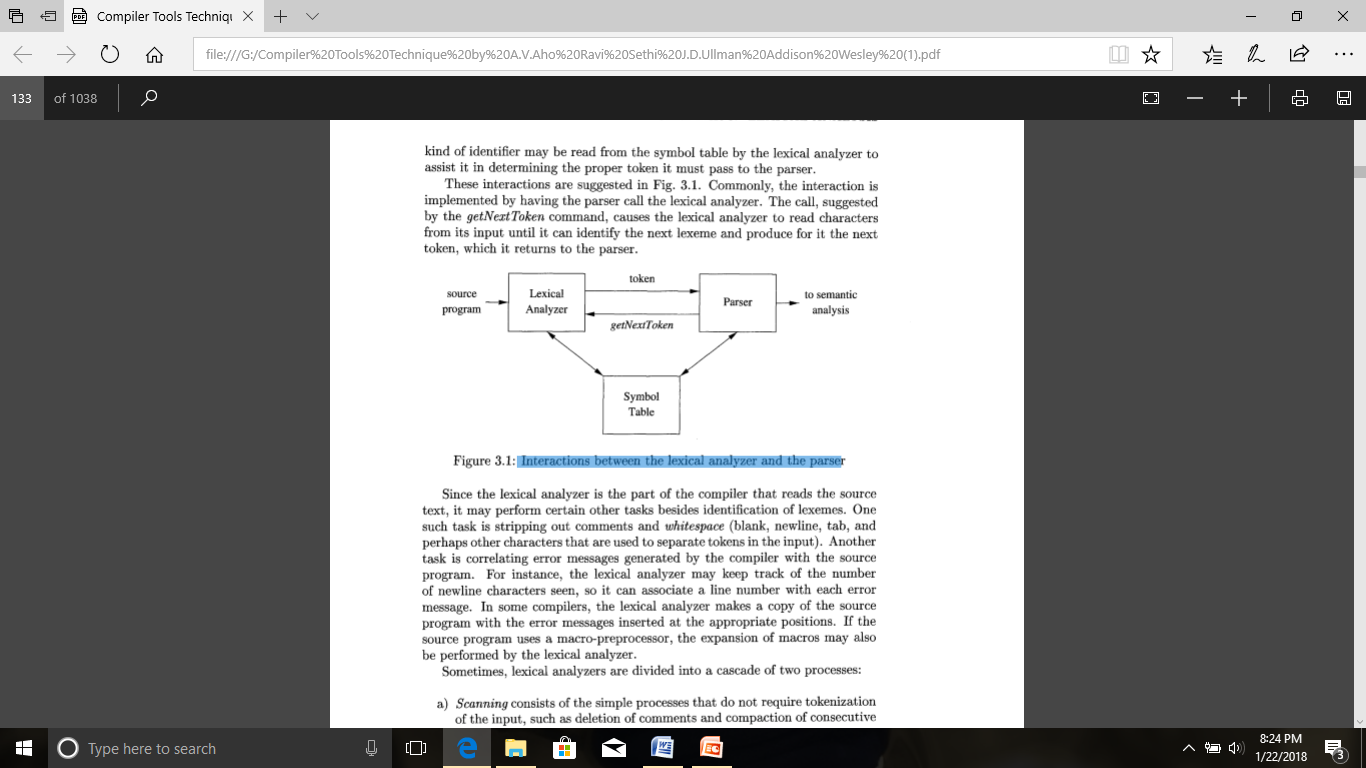 Compiler Tools Techniqu
file:///G:/Compiler%20Tools%20Technique%20by%20A.V.Aho%20Ravi%20Sethi%20J.D.Ullman%20Addison%20Wesley%20(1).pdf
133 of 1038
kind of identifier may be read from the symbol table by the lexical analyzer to
assist it in determining the proper token it must pass to the parser.
These interactions are suggested in Fig. 3.1. Commonly, the interaction is
implemented by having the parser call the lexical analyzer. The call, suggested
by the getNextToken command, causes the lexical analyzer to read characters
from its input until it can identify the next lexeme and produce for it the next
token, which it returns to the parser.
source
program
Lexical
Analyzer
token
getNextToken
Parser
to semantic
analysis
Symbol
Table
Figure 3.1: Interactions between the lexical analyzer and the parser
Since the lexical analyzer is the part of the compiler that reads the source
text, it may perform certain other tasks besides identification of lexemes. One
such task is stripping out comments and whitespace (blank, newline, tab, and
perhaps other characters that are used to separate tokens in the input). Another
task is correlating error messages generated by the compiler with the source
program. For instance, the lexical analyzer may keep track of the number
of newline characters seen, so it can associate a line number with each error
message. In some compilers, the lexical analyzer makes a copy of the source
program with the error messages inserted at the appropriate positions. If the
source program uses a macro-preprocessor, the expansion of macros may also
be performed by the lexical analyzer.
Sometimes, lexical analyzers are divided into a cascade of two processes:
a) Scanning consists of the simple processes that do not require tokenization
of the input, such as deletion of comments and compaction of consecutive
Type here to search
8:24 PM
1/22/2018
3